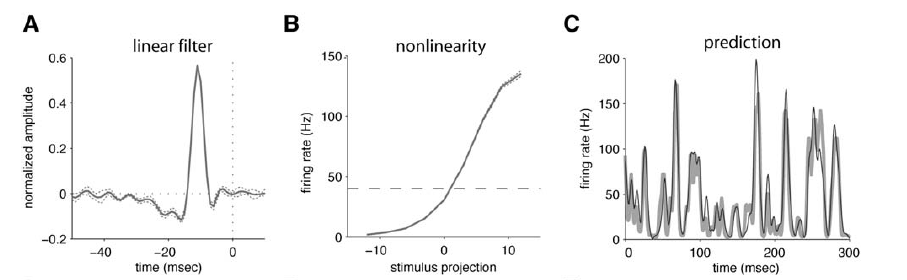 A
linear filter
normalized amplitude
0.6
0.4
0.2
0
−0.2
−40
−20
0
time (msec)
B
nonlinearity
firing rate (Hz)
150
100
50
0
−10
0
10
stimulus projection
C
prediction
firing rate (Hz)
200
150
100
50
0
0
100
200
300
time (msec)